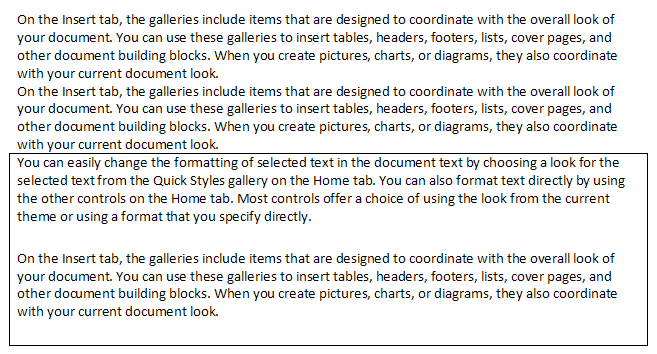 On the Insert tab, the galleries include items that are designed to coordinate with the overall look of
your document. You can use these galleries to insert tables, headers, footers, lists, cover pages, and
other document building blocks. When you create pictures, charts, or diagrams, they also coordinate
with your current document look.
On the Insert tab, the galleries include items that are designed to coordinate with the overall look of
your document. You can use these galleries to insert tables, headers, footers, lists, cover pages, and
other document building blocks. When you create pictures, charts, or diagrams, they also coordinate
with your current document look.
You can easily change the formatting of selected text in the document text by choosing a look for the
selected text from the Quick Styles gallery on the Home tab. You can also format text directly by using
the other controls on the Home tab. Most controls offer a choice of using the look from the current
theme or using a format that you specify directly.
On the Insert tab, the galleries include items that are designed to coordinate with the overall look of
your document. You can use these galleries to insert tables, headers, footers, lists, cover pages, and
other document building blocks. When you create pictures, charts, or diagrams, they also coordinate
with your current document look.